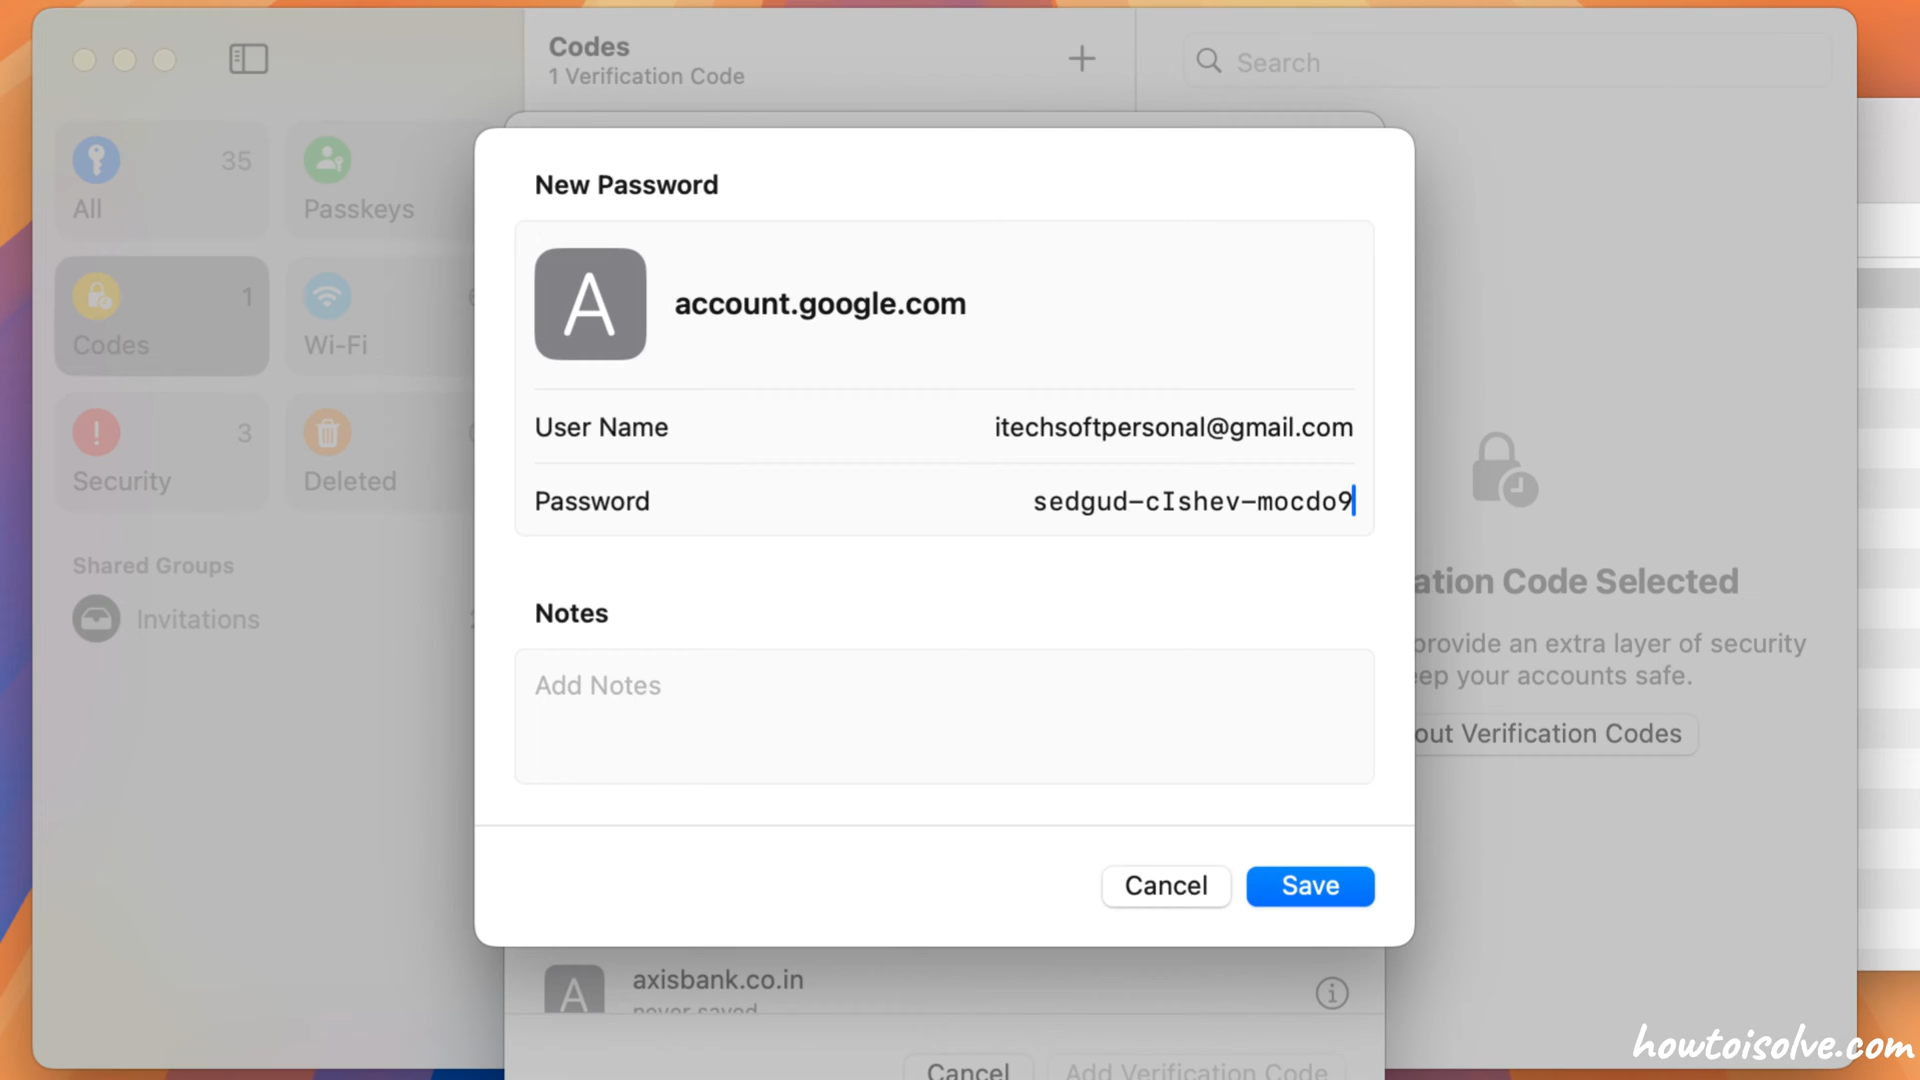 Codes
1 Verification Code
Search
35
All
Passkeys
1
Codes
Wi-Fi
3
Security
Deleted
Shared Groups
Invitations
New Password
A
account.google.com
User Name
itechsoftpersonal@gmail.com
Password
sedgud-cIshev-mocdo9
Notes
Add Notes
Cancel
Save
ation Code Selected
provide an extra layer of security
eep your accounts safe.
out Verification Codes
A
axisbank.co.in
never saved
Cancel
Add Verification Code
howtoisolve.com